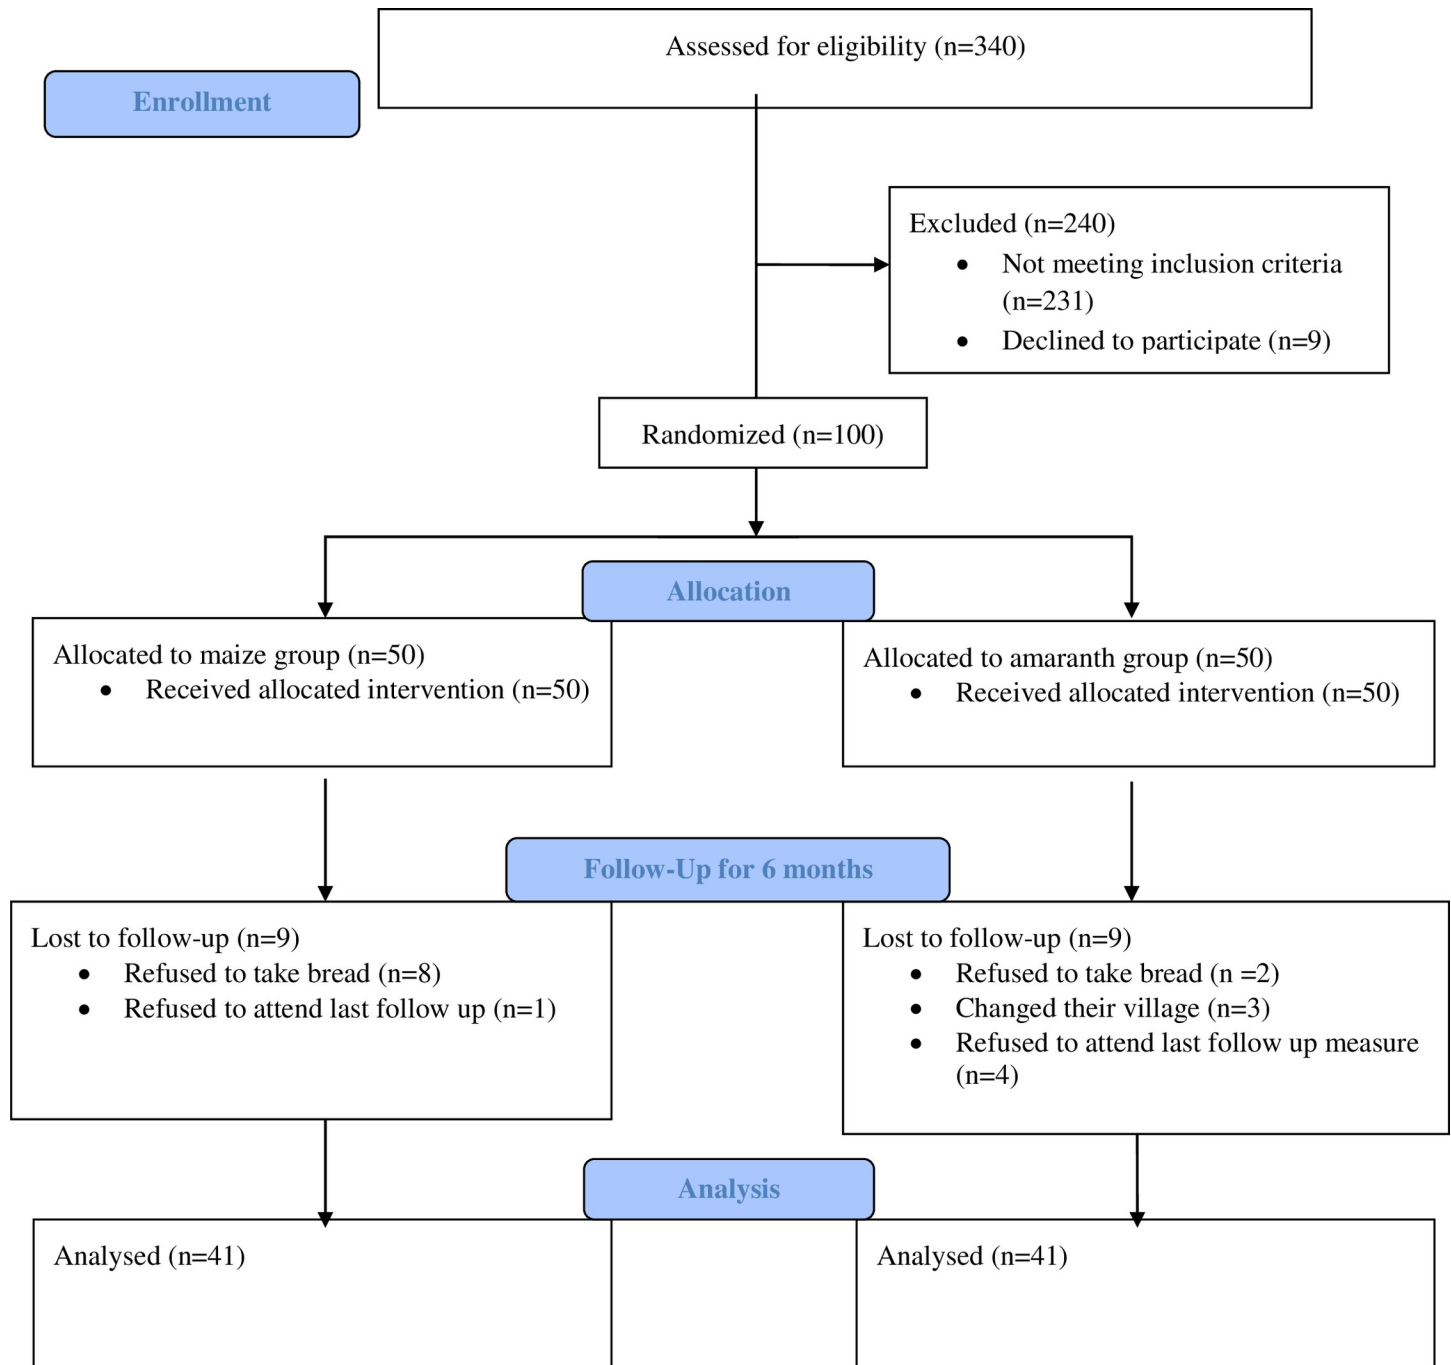 Assessed for eligibility (n=340)
Enrollment
Excluded (n=240)
• Not meeting inclusion criteria
(n=231)
• Declined to participate (n=9)
Randomized (n=100)
Allocation
Allocated to maize group (n=50)
• Received allocated intervention (n=50)
Allocated to amaranth group (n=50)
• Received allocated intervention (n=50)
Follow-Up for 6 months
Lost to follow-up (n=9)
• Refused to take bread (n=8)
• Refused to attend last follow up (n=1)
Lost to follow-up (n=9)
• Refused to take bread (n =2)
• Changed their village (n=3)
• Refused to attend last follow up measure
(n=4)
Analysis
Analysed (n=41)
Analysed (n=41)